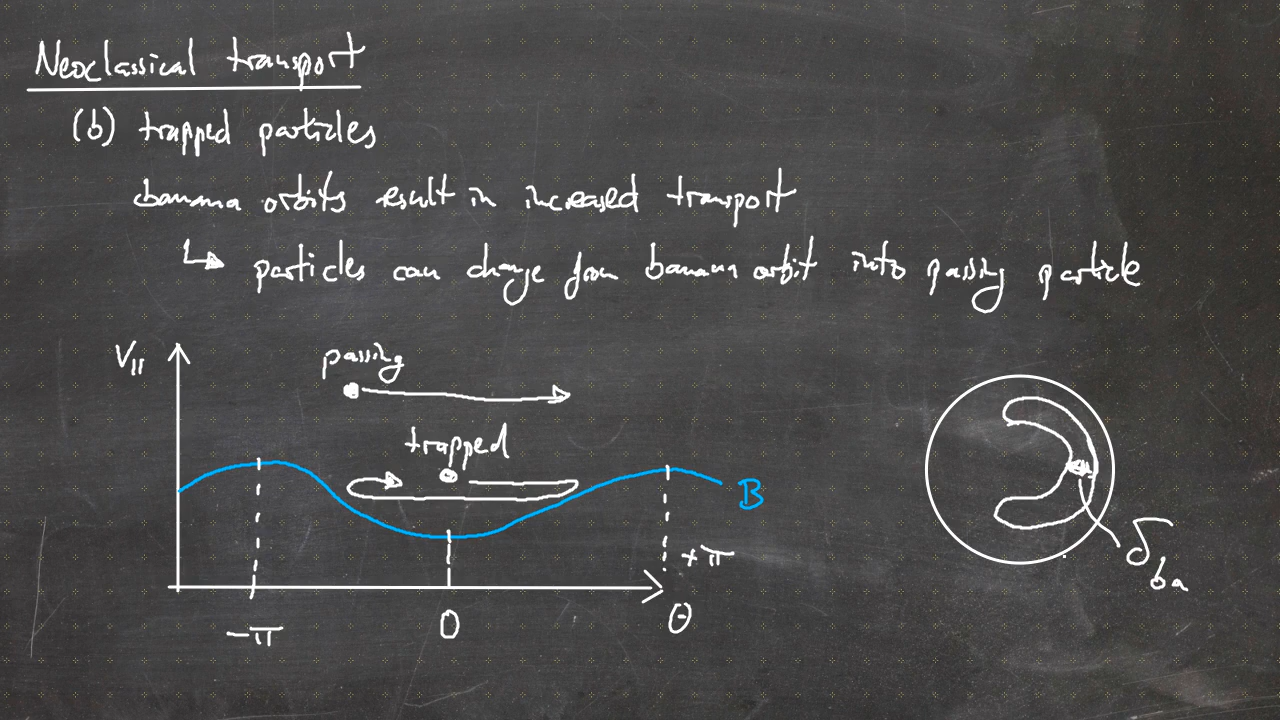 Neoclassical transport
(b) trapped particles
banana orbits result in increased transport
↳ particles can change from banana orbit into passing particle
V||
passing
trapped
B
δba
+π
-π
0
θ